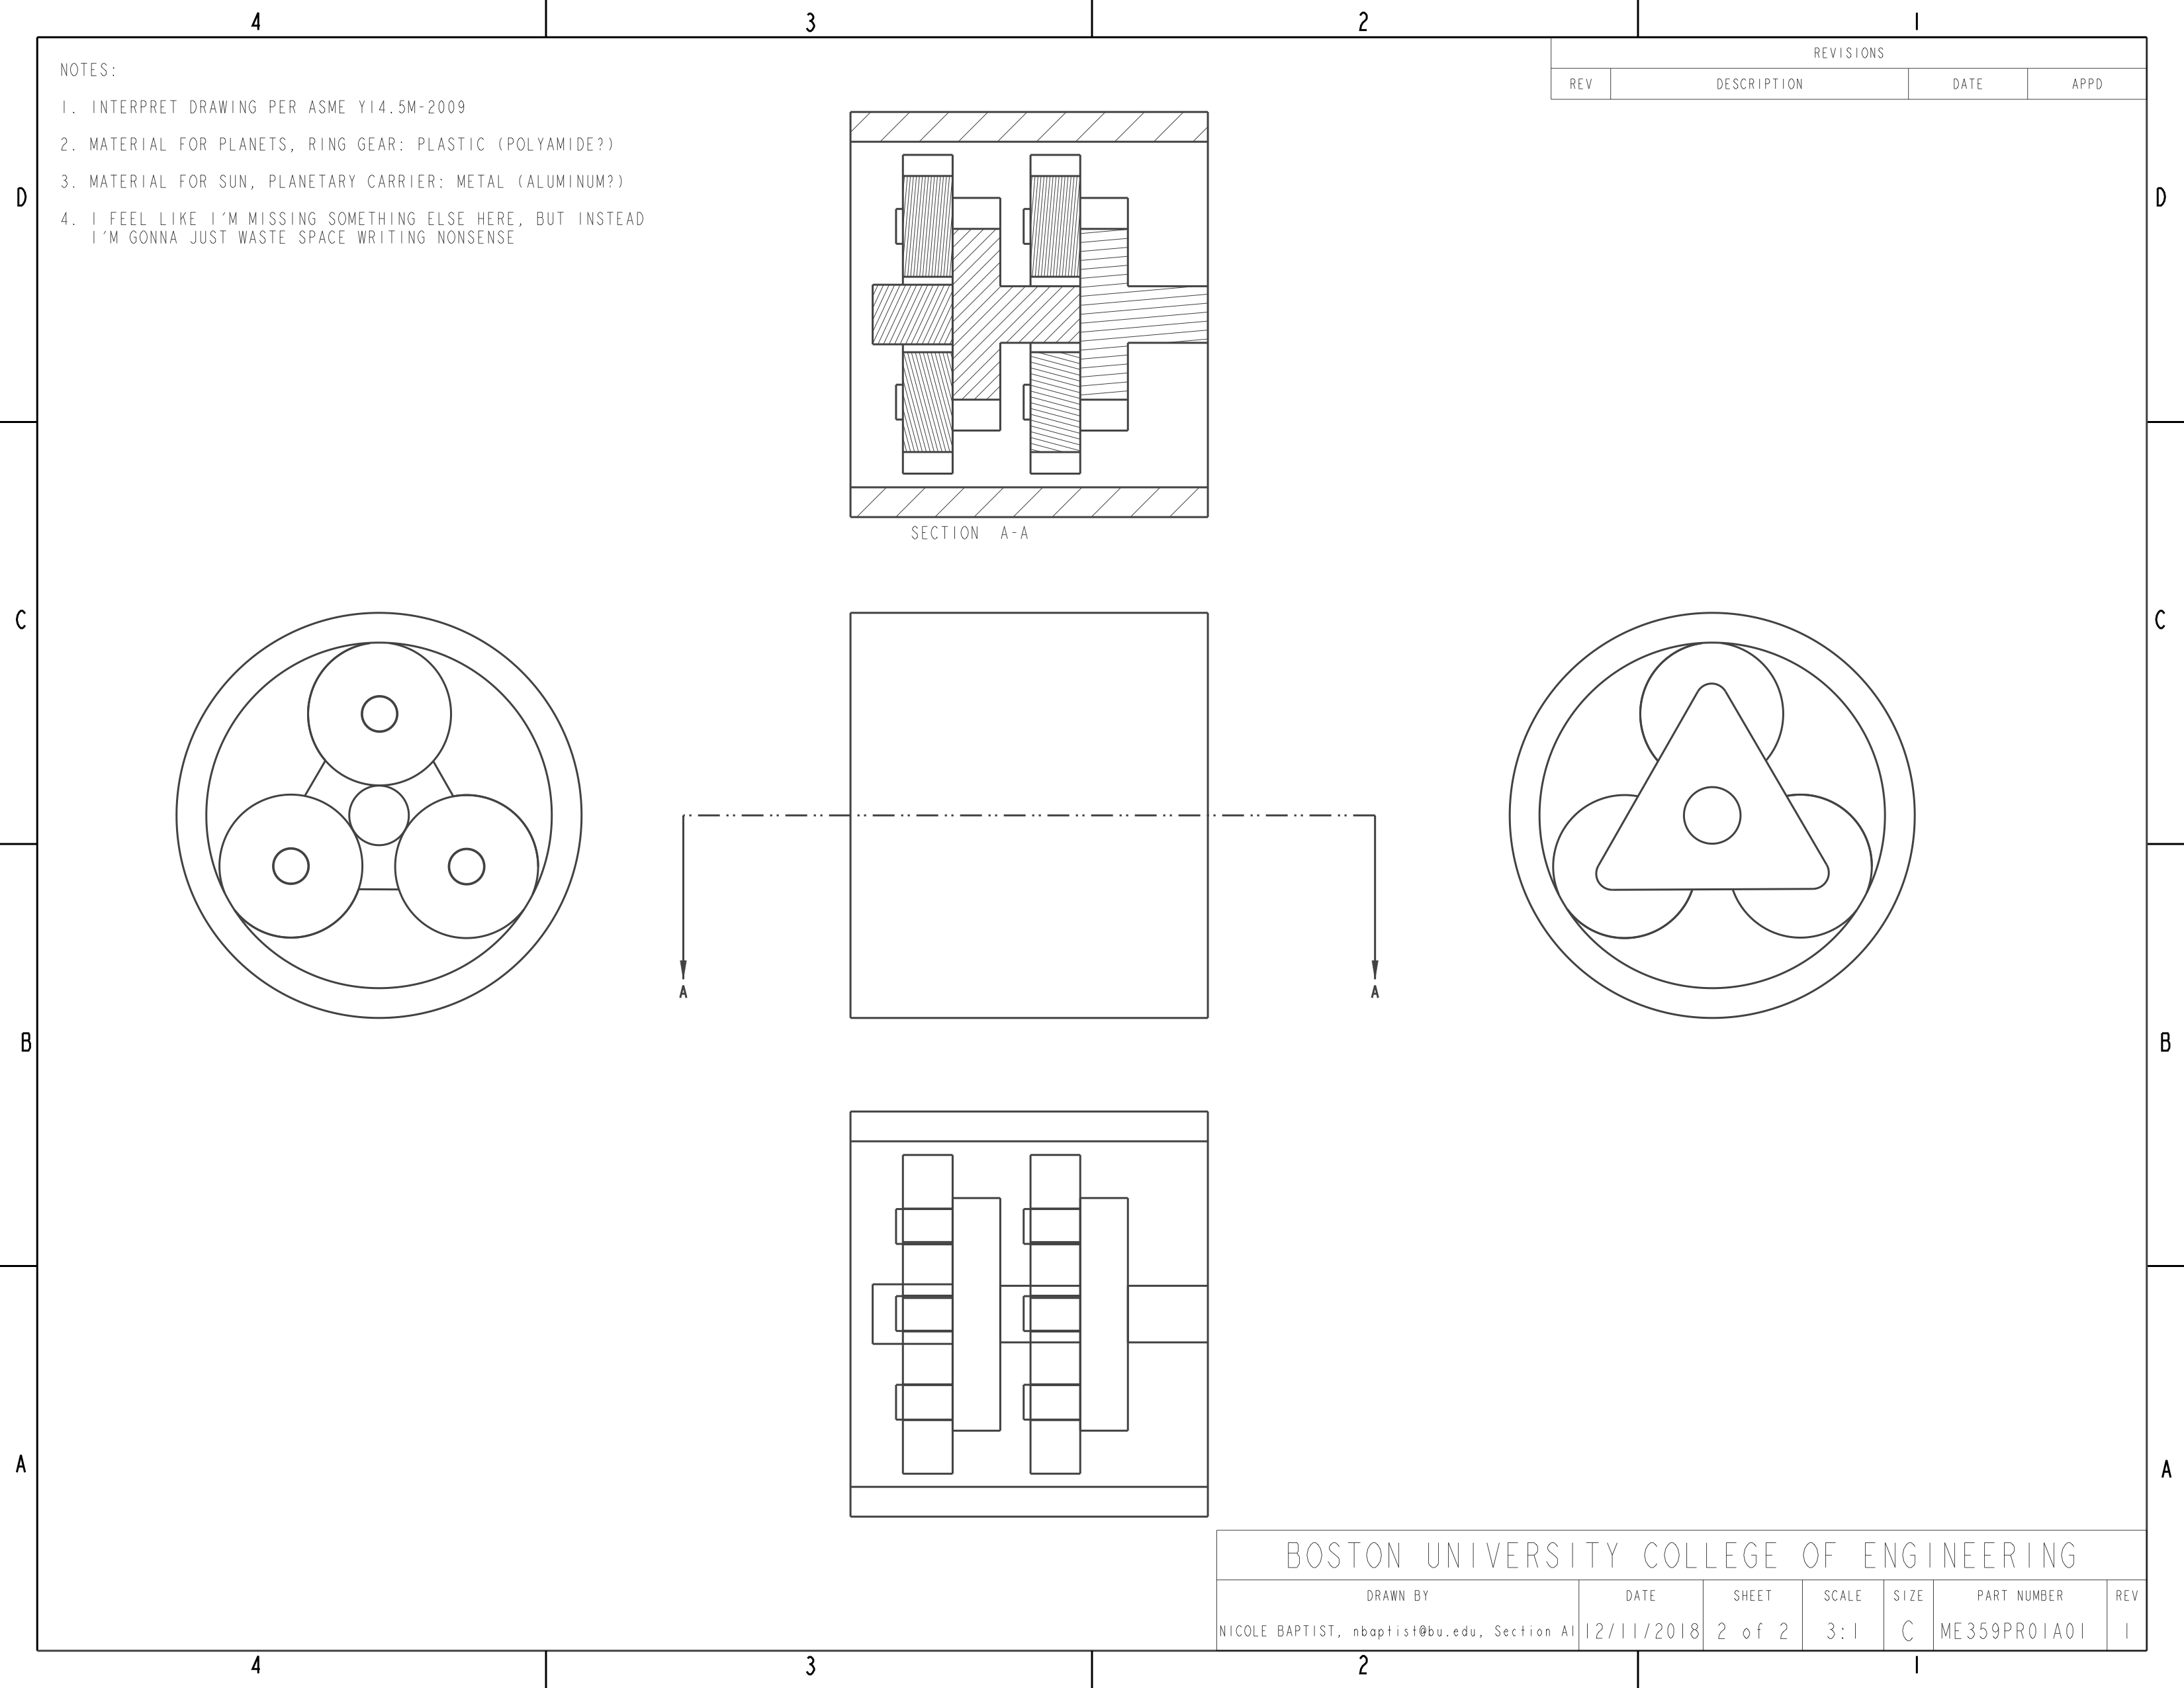 4 3 2 1
NOTES:
1. INTERPRET DRAWING PER ASME Y14.5M-2009
2. MATERIAL FOR PLANETS, RING GEAR: PLASTIC (POLYAMIDE?)
3. MATERIAL FOR SUN, PLANETARY CARRIER: METAL (ALUMINUM?)
4. I FEEL LIKE I'M MISSING SOMETHING ELSE HERE, BUT INSTEAD
I'M GONNA JUST WASTE SPACE WRITING NONSENSE
REVISIONS
REV DESCRIPTION DATE APPD
D D
SECTION A-A
C C
A A
B B
A A
BOSTON UNIVERSITY COLLEGE OF ENGINEERING
DRAWN BY DATE SHEET SCALE SIZE PART NUMBER REV
NICOLE BAPTIST, nbaptist@bu.edu, Section A1 12/11/2018 2 of 2 3:1 C ME359PR01A01 1
4 3 2 1